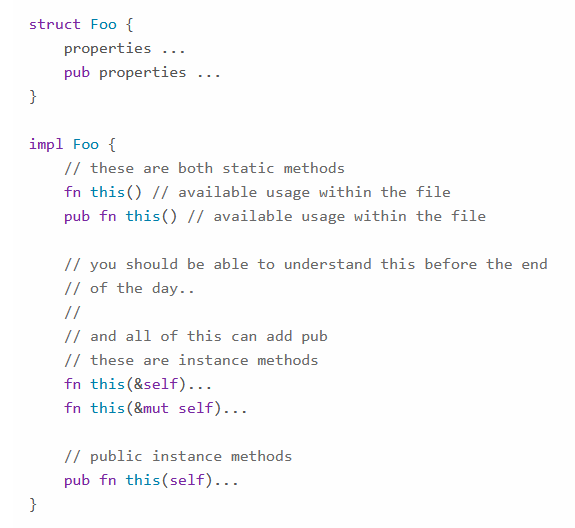 struct Foo {
    properties ...
    pub properties ...
}

impl Foo {
    // these are both static methods
    fn this() // available usage within the file
    pub fn this() // available usage within the file

    // you should be able to understand this before the end
    // of the day..
    //
    // and all of this can add pub
    // these are instance methods
    fn this(&self)...
    fn this(&mut self)...

    // public instance methods
    pub fn this(self)...
}